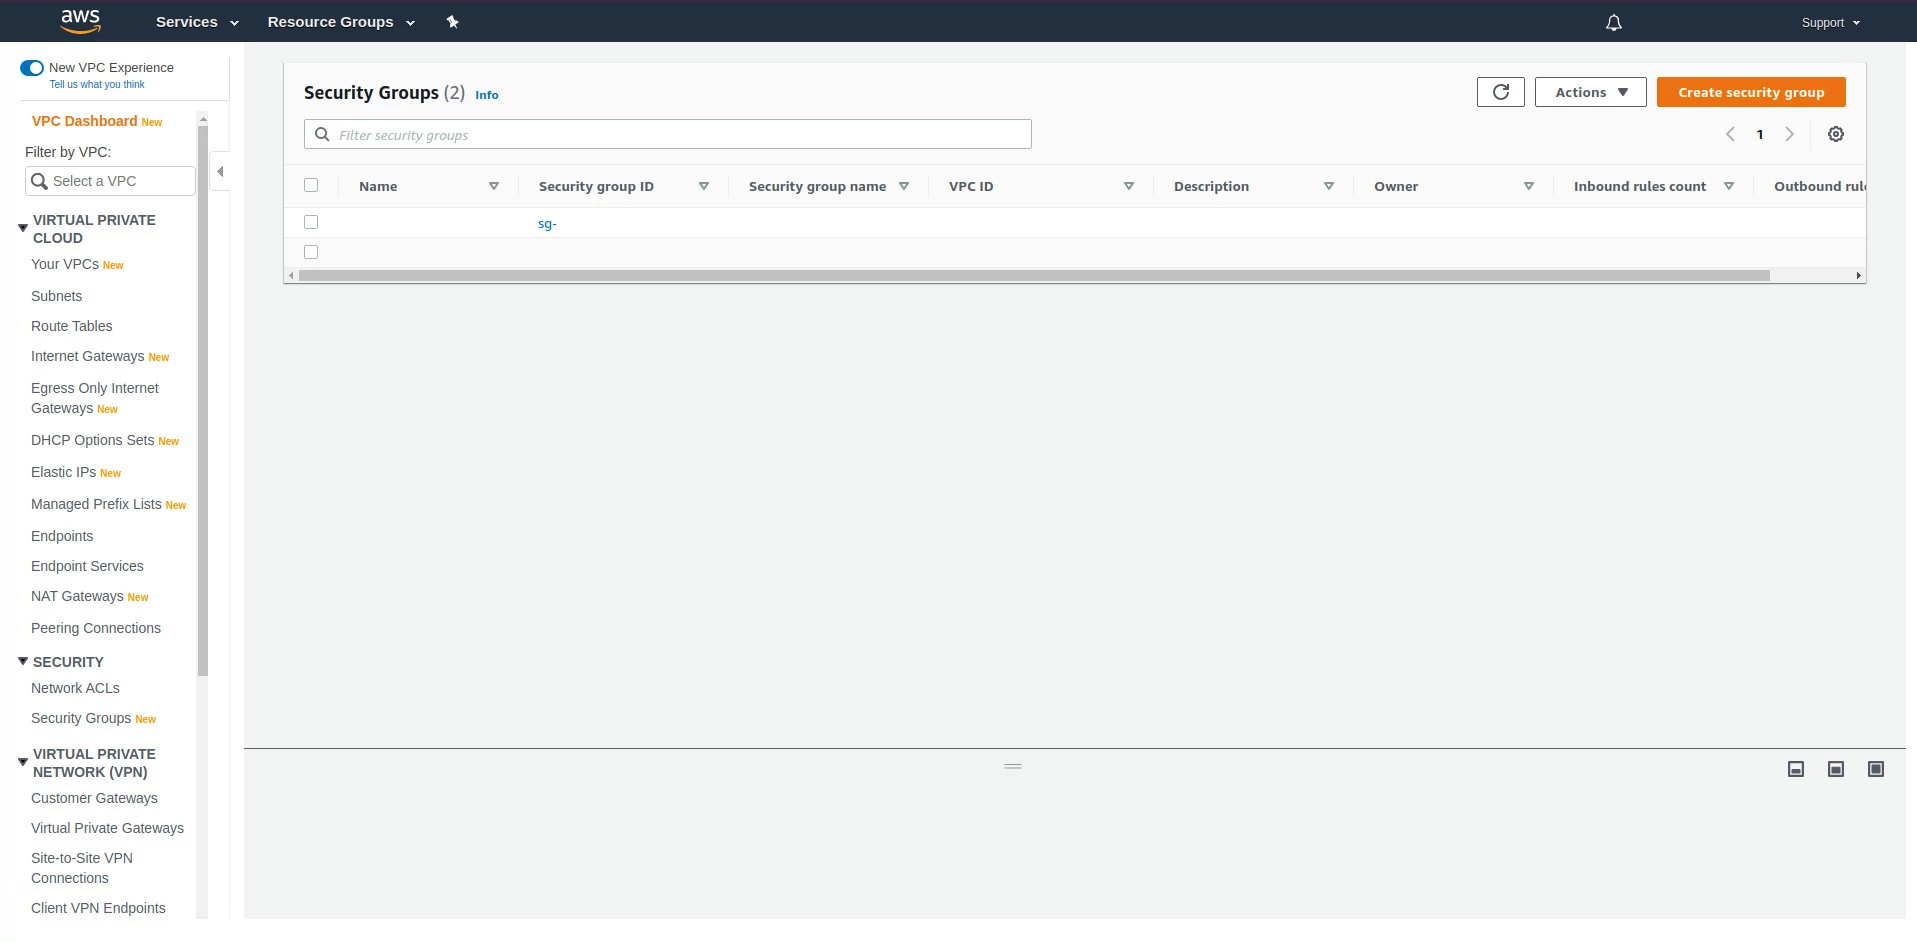 aws
Services
Resource Groups
Support
New VPC Experience
Tell us what you think
VPC Dashboard New
Filter by VPC:
Select a VPC
VIRTUAL PRIVATE
CLOUD
Your VPCs New
Subnets
Route Tables
Internet Gateways New
Egress Only Internet
Gateways New
DHCP Options Sets New
Elastic IPs New
Managed Prefix Lists New
Endpoints
Endpoint Services
NAT Gateways New
Peering Connections
SECURITY
Network ACLs
Security Groups New
VIRTUAL PRIVATE
NETWORK (VPN)
Customer Gateways
Virtual Private Gateways
Site-to-Site VPN
Connections
Client VPN Endpoints
Security Groups (2) Info
Actions
Create security group
Filter security groups
1
Name
Security group ID
Security group name
VPC ID
Description
Owner
Inbound rules count
Outbound rul
sg-